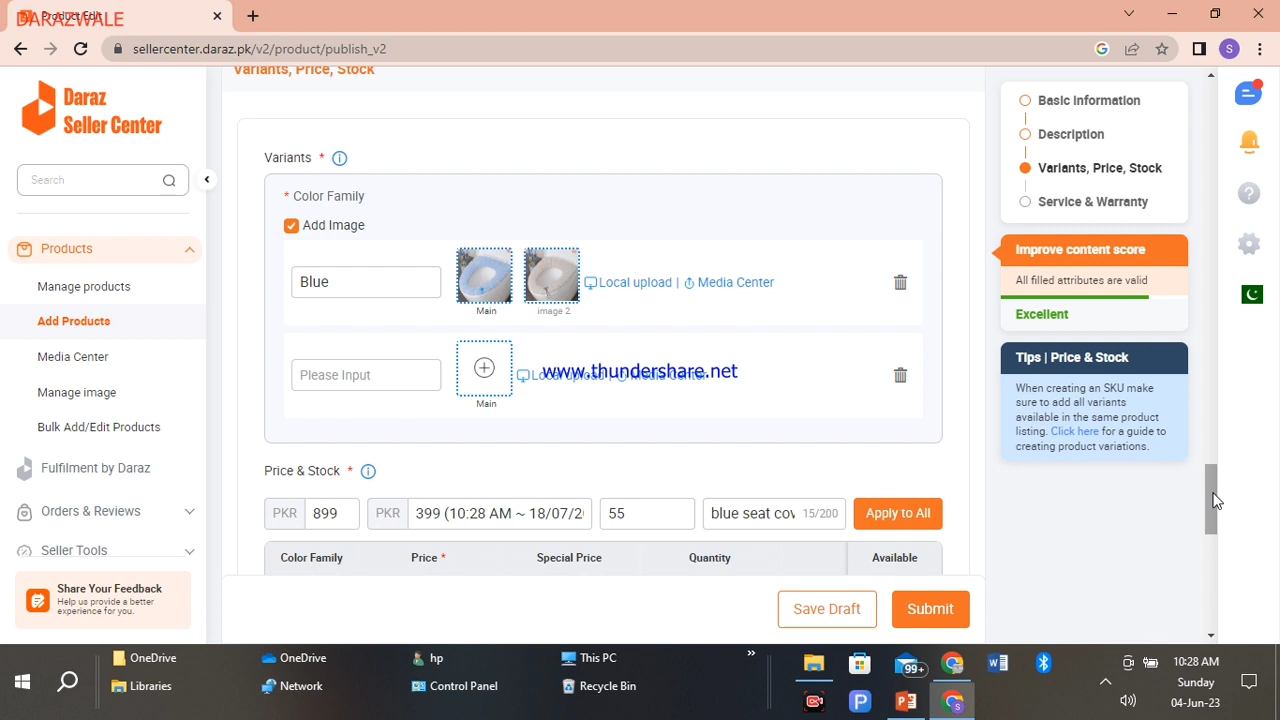 Product Edit
DARAZWALE
sellercenter.daraz.pk/v2/product/publish_v2
Daraz
Seller Center
Search
Products
Manage products
Add Products
Media Center
Manage image
Bulk Add/Edit Products
Fulfilment by Daraz
Orders & Reviews
Seller Tools
Share Your Feedback
Help us provide a better
experience for you.
Variants, Price, Stock
Variants *
* Color Family
Add Image
Blue
Main
image 2
Local upload | Media Center
Please Input
Main
Local upload | Media Center
www.thundershare.net
Price & Stock *
PKR 899 PKR 399 (10:28 AM ~ 18/07/2 55 blue seat cov 15/200 Apply to All
Color Family Price * Special Price Quantity Available
Save Draft Submit
Basic Information
Description
Variants, Price, Stock
Service & Warranty
Improve content score
All filled attributes are valid
Excellent
Tips | Price & Stock
When creating an SKU make
sure to add all variants
available in the same product
listing. Click here for a guide to
creating product variations.
OneDrive OneDrive hp This PC
Libraries Network Control Panel Recycle Bin
99+
10:28 AM
Sunday
04-Jun-23